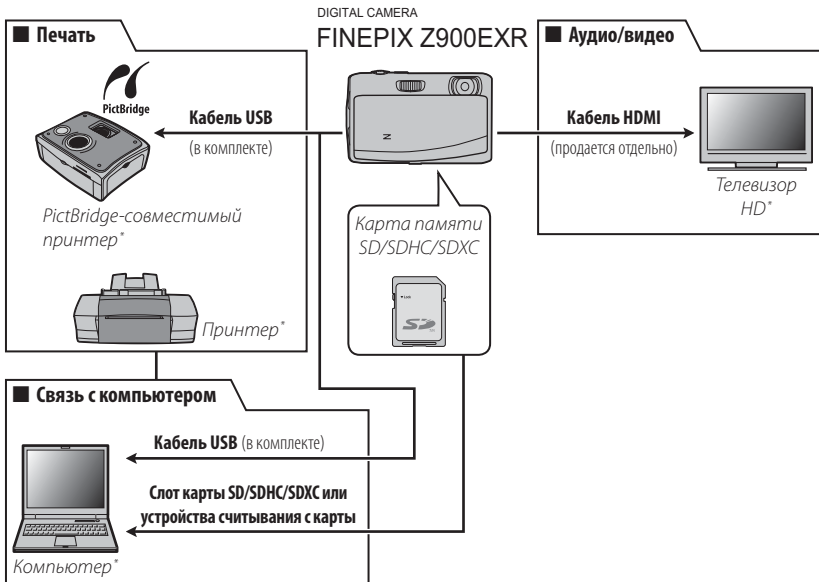 DIGITAL CAMERA
FINEPIX Z900EXR
■ Печать
PictBridge
Кабель USB
(в комплекте)
PictBridge-совместимый
принтер*
Принтер*
■ Аудио/видео
Кабель HDMI
(продается отдельно)
Телевизор
HD*
Z
Карта памяти
SD/SDHC/SDXC
SD
■ Связь с компьютером
Кабель USB (в комплекте)
Слот карты SD/SDHC/SDXC или
устройства считывания с карты
Компьютер*